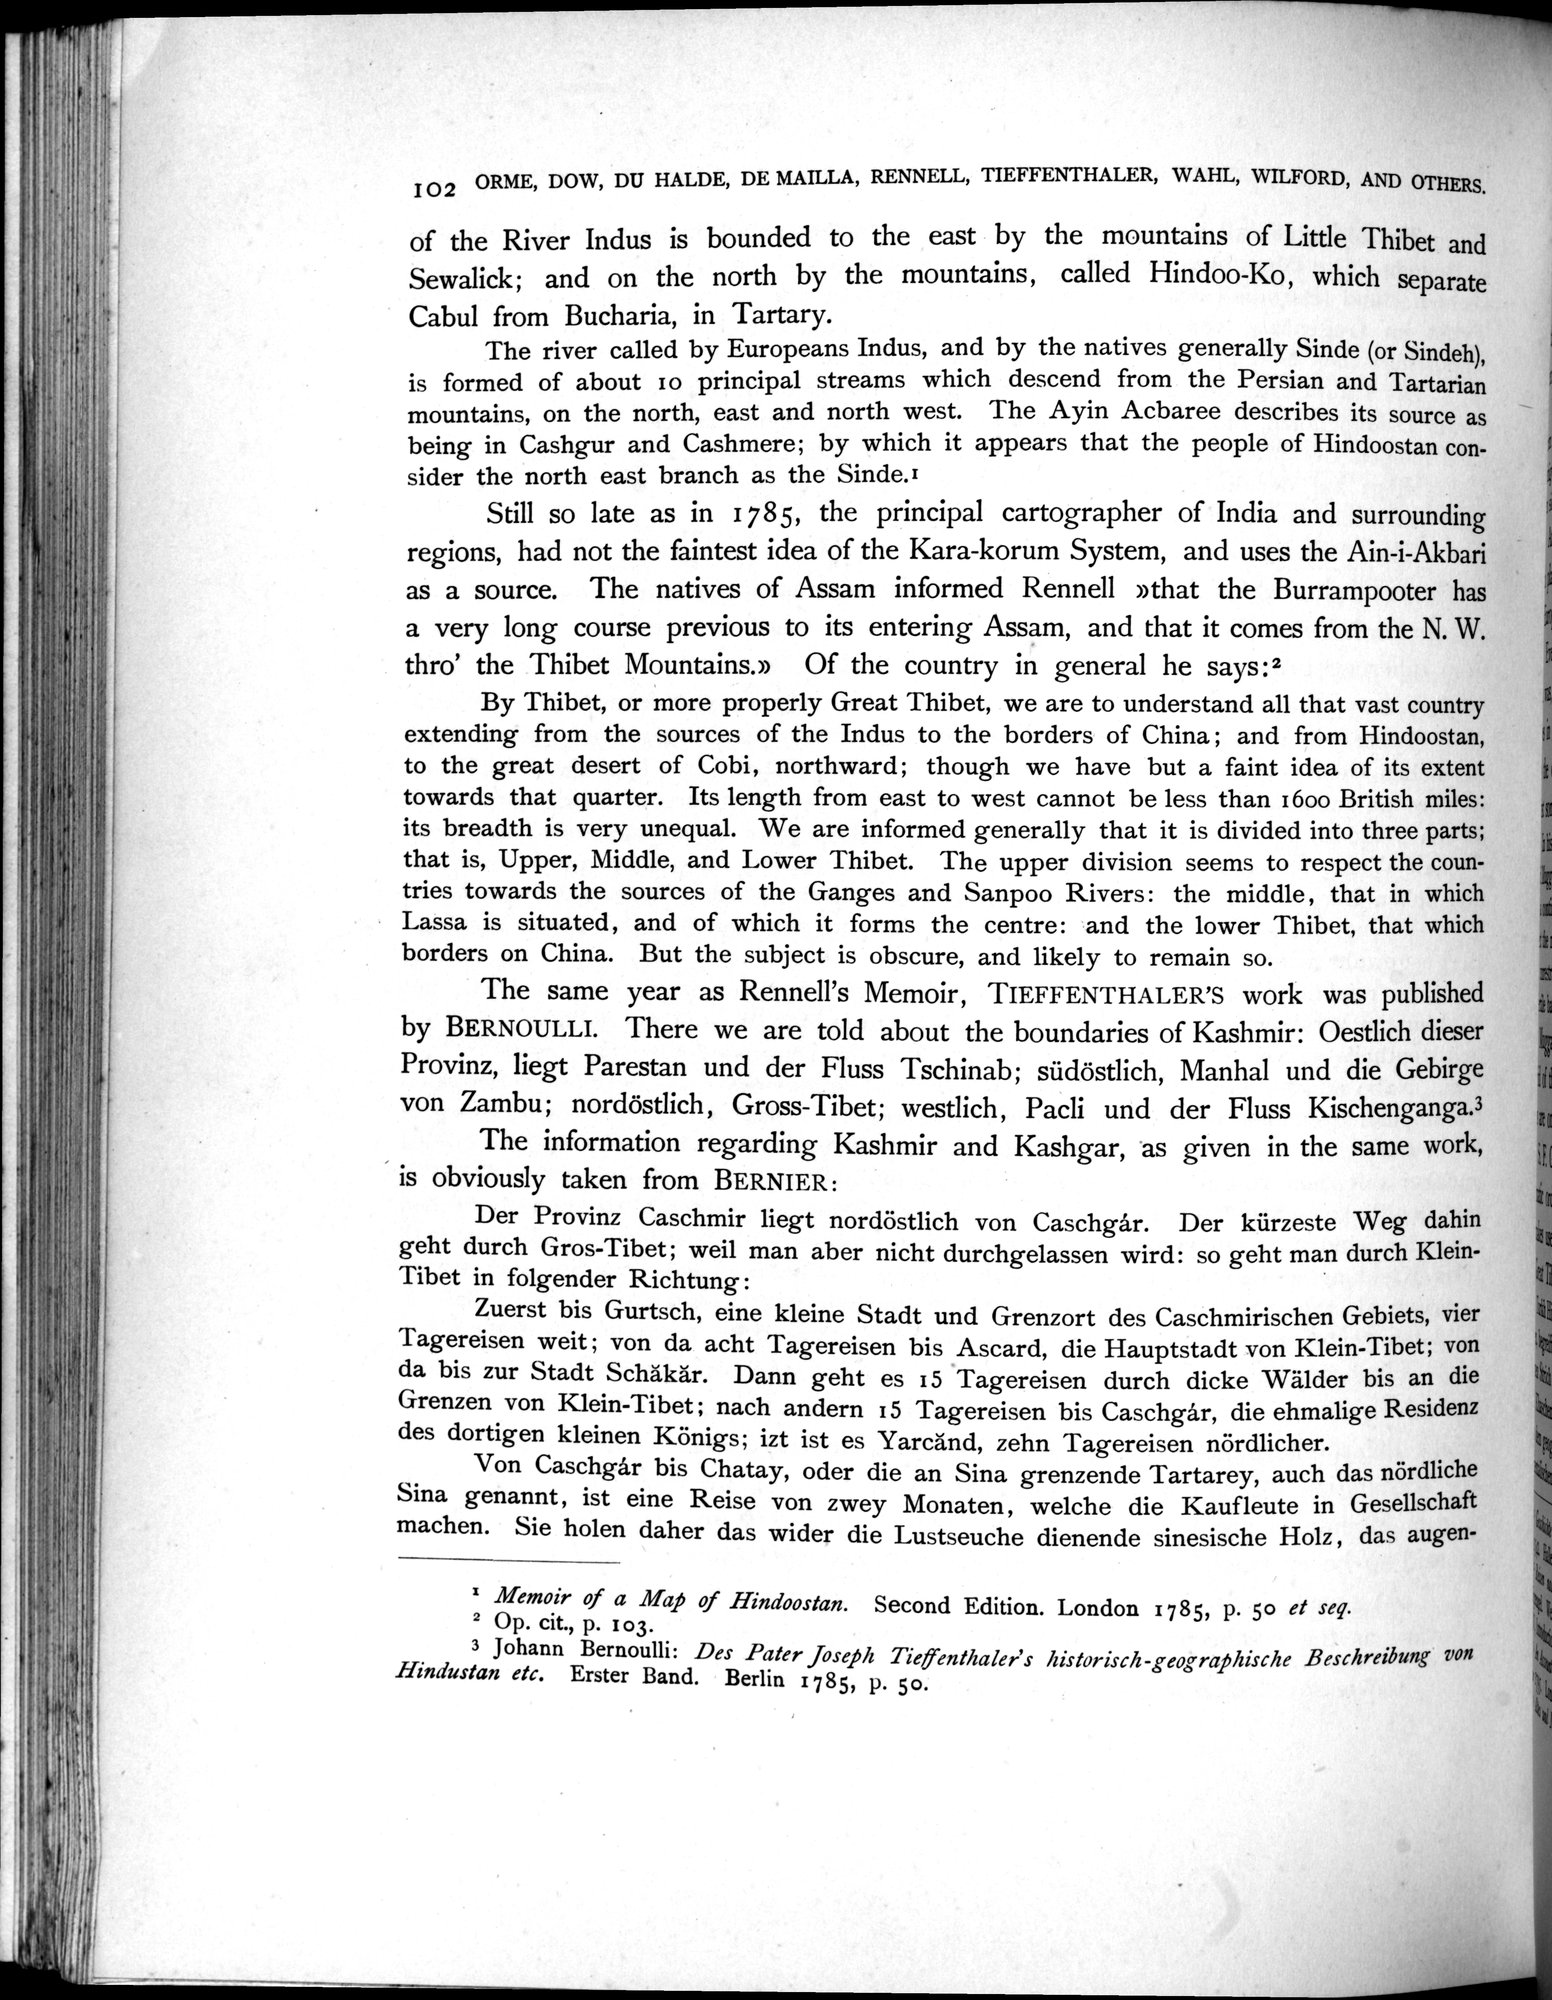 102 ORME, DOW, DU HALDE, DE MAILLA, RENNELL, TIEFFENTHALER, WAHL, WILFORD, AND OTHERS.
of the River Indus is bounded to the east by the mountains of Little Thibet and
Sewalick; and on the north by the mountains, called Hindoo-Ko, which separate
Cabul from Bucharia, in Tartary.
The river called by Europeans Indus, and by the natives generally Sinde (or Sindeh),
is formed of about 10 principal streams which descend from the Persian and Tartarian
mountains, on the north, east and north west. The Ayin Acbaree describes its source as
being in Cashgur and Cashmere; by which it appears that the people of Hindoostan con-
sider the north east branch as the Sinde.¹
Still so late as in 1785, the principal cartographer of India and surrounding
regions, had not the faintest idea of the Kara-korum System, and uses the Ain-i-Akbari
as a source. The natives of Assam informed Rennell »that the Burrampooter has
a very long course previous to its entering Assam, and that it comes from the N. W.
thro' the Thibet Mountains.» Of the country in general he says:²
By Thibet, or more properly Great Thibet, we are to understand all that vast country
extending from the sources of the Indus to the borders of China; and from Hindoostan,
to the great desert of Cobi, northward; though we have but a faint idea of its extent
towards that quarter. Its length from east to west cannot be less than 1600 British miles:
its breadth is very unequal. We are informed generally that it is divided into three parts;
that is, Upper, Middle, and Lower Thibet. The upper division seems to respect the coun-
tries towards the sources of the Ganges and Sanpoo Rivers: the middle, that in which
Lassa is situated, and of which it forms the centre: and the lower Thibet, that which
borders on China. But the subject is obscure, and likely to remain so.
The same year as Rennell's Memoir, TIEFFENTHALER'S work was published
by BERNOULLI. There we are told about the boundaries of Kashmir: Oestlich dieser
Provinz, liegt Parestan und der Fluss Tschinab; südöstlich, Manhal und die Gebirge
von Zambu; nordöstlich, Gross-Tibet; westlich, Pacli und der Fluss Kischenganga.³
The information regarding Kashmir and Kashgar, as given in the same work,
is obviously taken from BERNIER:
Der Provinz Caschmir liegt nordöstlich von Caschgár. Der kürzeste Weg dahin
geht durch Gros-Tibet; weil man aber nicht durchgelassen wird: so geht man durch Klein-
Tibet in folgender Richtung:
Zuerst bis Gurtsch, eine kleine Stadt und Grenzort des Caschmirischen Gebiets, vier
Tagereisen weit; von da acht Tagereisen bis Ascard, die Hauptstadt von Klein-Tibet; von
da bis zur Stadt Schăkăr. Dann geht es 15 Tagereisen durch dicke Wälder bis an die
Grenzen von Klein-Tibet; nach andern 15 Tagereisen bis Caschgár, die ehmalige Residenz
des dortigen kleinen Königs; izt ist es Yarcănd, zehn Tagereisen nördlicher.
Von Caschgár bis Chatay, oder die an Sina grenzende Tartarey, auch das nördliche
Sina genannt, ist eine Reise von zwey Monaten, welche die Kaufleute in Gesellschaft
machen. Sie holen daher das wider die Lustseuche dienende sinesische Holz, das augen-
¹ Memoir of a Map of Hindoostan. Second Edition. London 1785, p. 50 et seq.
² Op. cit., p. 103.
³ Johann Bernoulli: Des Pater Joseph Tieffenthaler's historisch-geographische Beschreibung von
Hindustan etc. Erster Band. Berlin 1785, p. 50.